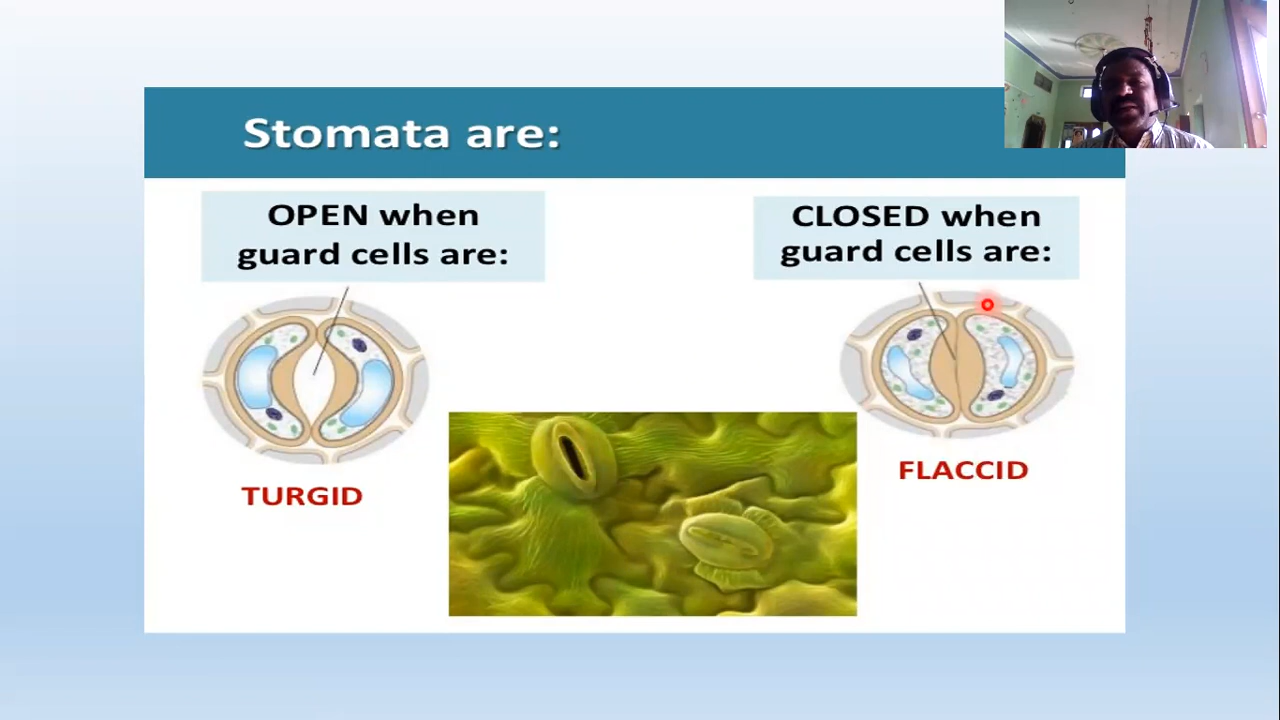 Stomata are:
OPEN when
guard cells are:
CLOSED when
guard cells are:
TURGID
FLACCID